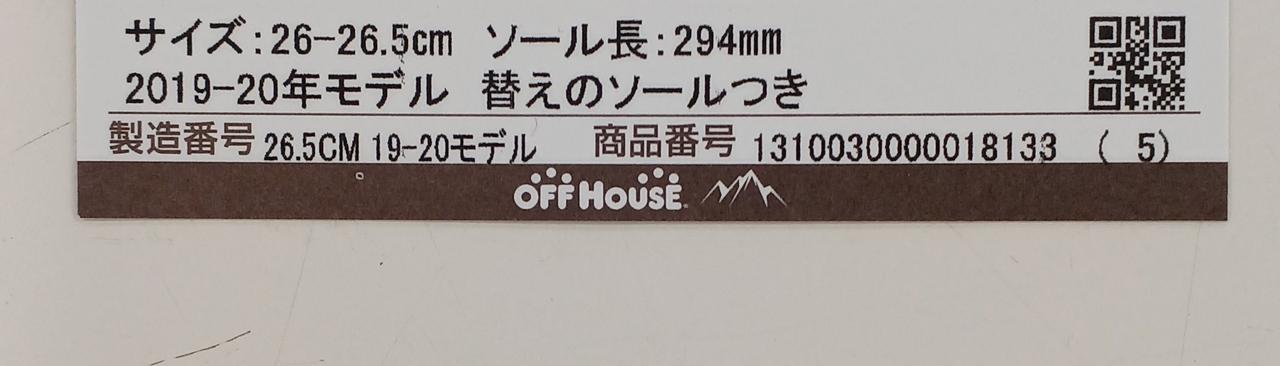 サイズ:26-26.5cm ソール長:294mm
2019-20年モデル 替えのソールつき
製造番号 26.5CM 19-20モデル 商品番号 1310030000018133 ( 5)
OFF HOUSE